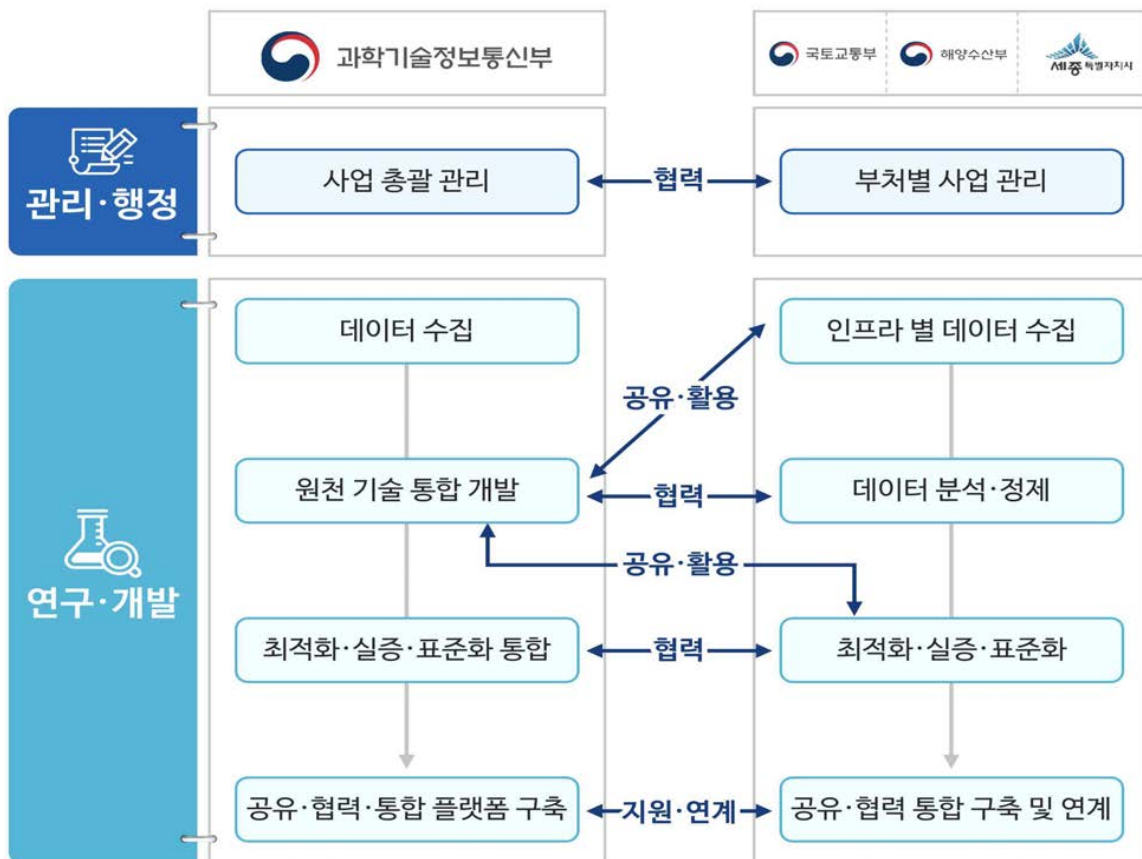 과학기술정보통신부
국토교통부
해양수산부
세종특별자치시
관리·행정
사업 총괄 관리
협력
부처별 사업 관리
연구·개발
데이터 수집
인프라 별 데이터 수집
공유·활용
원천 기술 통합 개발
협력
데이터 분석·정제
공유·활용
최적화·실증·표준화 통합
협력
최적화·실증·표준화
공유·협력·통합 플랫폼 구축
지원·연계
공유·협력 통합 구축 및 연계